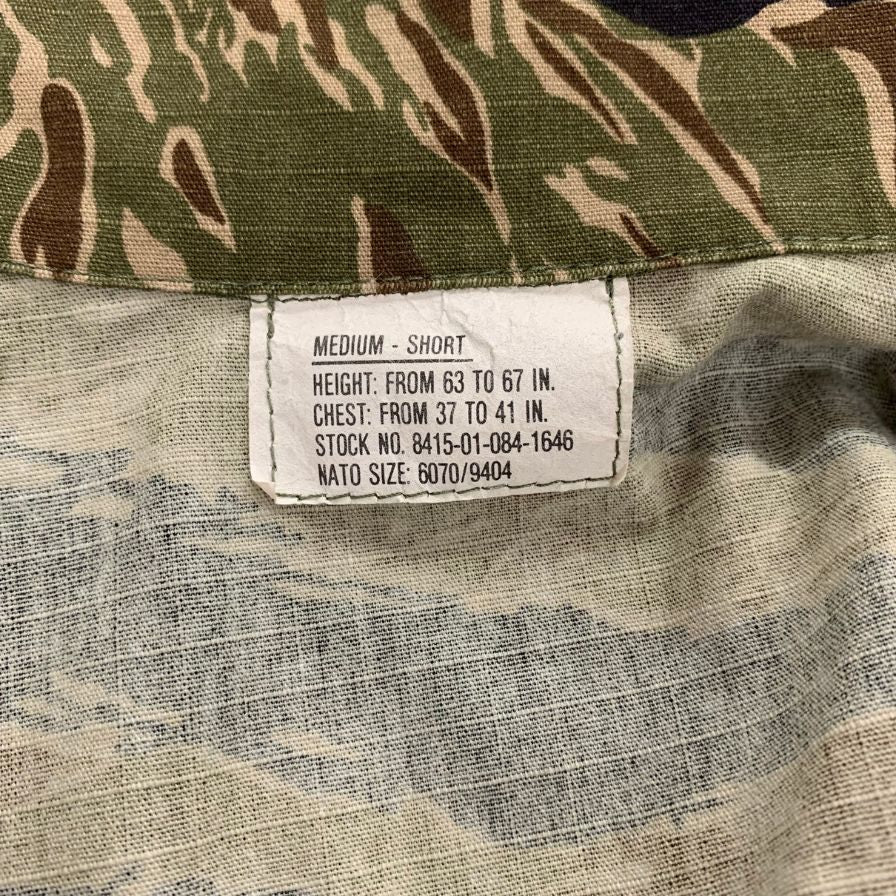 MEDIUM - SHORT
HEIGHT: FROM 63 TO 67 IN.
CHEST: FROM 37 TO 41 IN.
STOCK NO. 8415-01-084-1646
NATO SIZE: 6070/9404